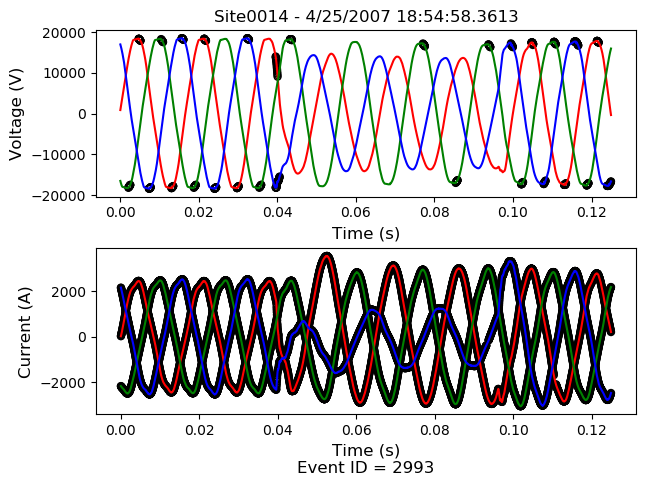 Site0014 - 4/25/2007 18:54:58.3613
Voltage (V)
20000
10000
0
−10000
−20000
0.00 0.02 0.04 0.06 0.08 0.10 0.12
Time (s)
Current (A)
2000
0
−2000
0.00 0.02 0.04 0.06 0.08 0.10 0.12
Time (s)
Event ID = 2993